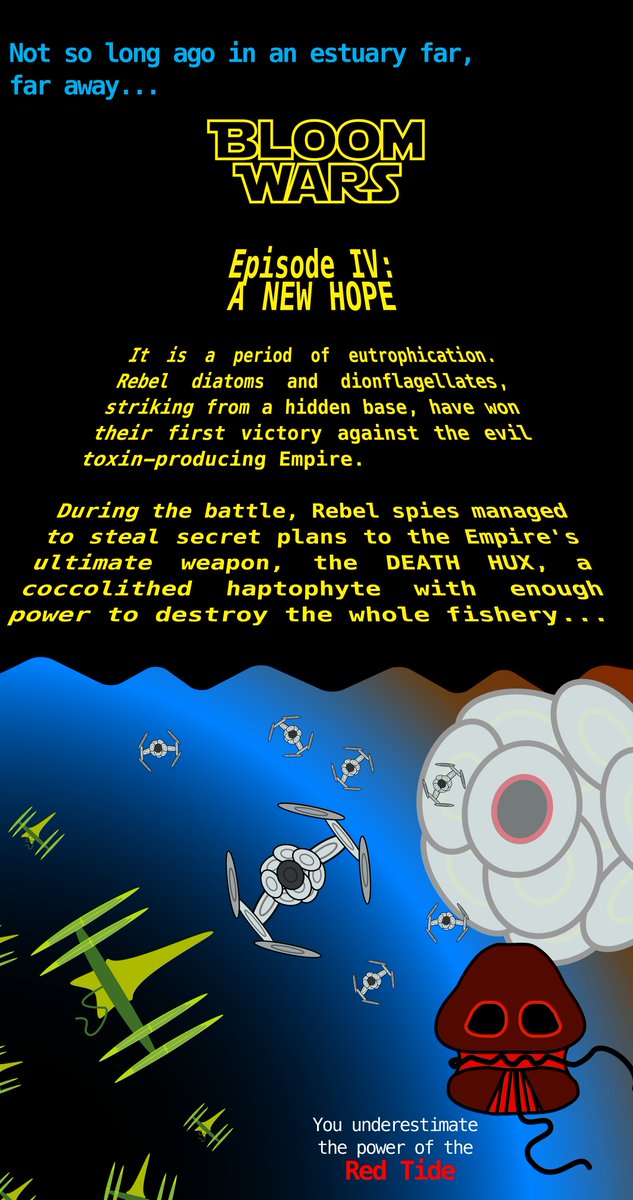 Not so long ago in an estuary far,
far away...
BLOOM
WARS
Episode IV:
A NEW HOPE
It is a period of eutrophication.
Rebel diatoms and dionflagellates,
striking from a hidden base, have won
their first victory against the evil
toxin-producing Empire.
During the battle, Rebel spies managed
to steal secret plans to the Empire's
ultimate weapon, the DEATH HUX, a
coccolithed haptophyte with enough
power to destroy the whole fishery...
You underestimate
the power of the
Red Tide